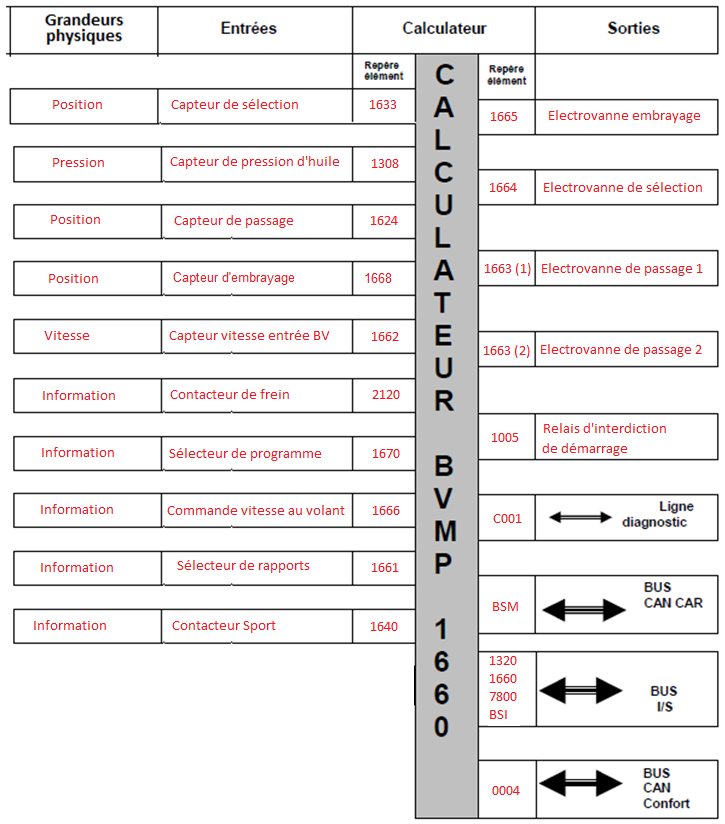 Grandeurs
physiques
Entrées
Calculateur
Sorties
Repère
élément
Repère
élément
CALCULATEUR BVMP 1660
Position
Capteur de sélection
1633
Pression
Capteur de pression d'huile
1308
Position
Capteur de passage
1624
Position
Capteur d'embrayage
1668
Vitesse
Capteur vitesse entrée BV
1662
Information
Contacteur de frein
2120
Information
Sélecteur de programme
1670
Information
Commande vitesse au volant
1666
Information
Sélecteur de rapports
1661
Information
Contacteur Sport
1640
1665
Electrovanne embrayage
1664
Electrovanne de sélection
1663 (1)
Electrovanne de passage 1
1663 (2)
Electrovanne de passage 2
1005
Relais d'interdiction
de démarrage
C001
Ligne
diagnostic
BSM
BUS
CAN CAR
1320
1660
7800
BSI
BUS
I/S
0004
BUS
CAN
Confort